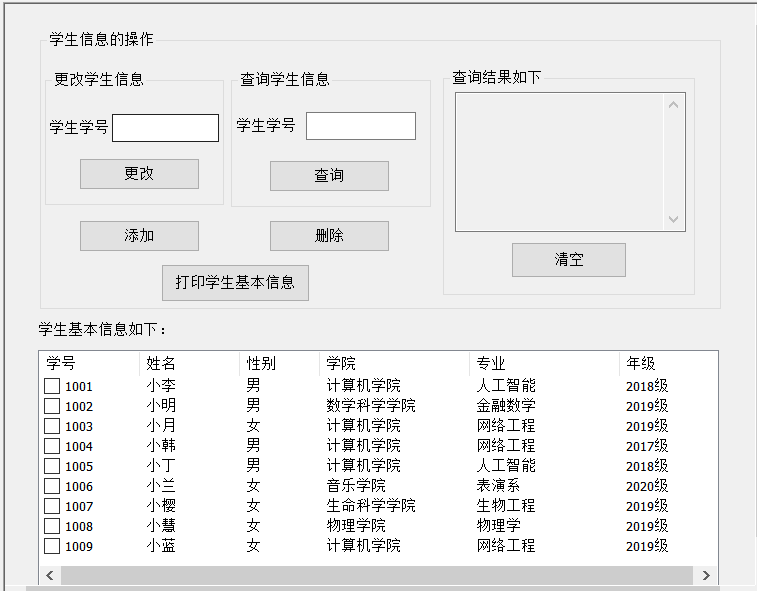 学生信息的操作
更改学生信息
学生学号
更改
查询学生信息
学生学号
查询
添加
删除
打印学生基本信息
查询结果如下
清空
学生基本信息如下：
学号 姓名 性别 学院 专业 年级
1001 小李 男 计算机学院 人工智能 2018级
1002 小明 男 数学科学学院 金融数学 2019级
1003 小月 女 计算机学院 网络工程 2019级
1004 小韩 男 计算机学院 网络工程 2017级
1005 小丁 男 计算机学院 人工智能 2018级
1006 小兰 女 音乐学院 表演系 2020级
1007 小樱 女 生命科学学院 生物工程 2019级
1008 小慧 女 物理学院 物理学 2019级
1009 小蓝 女 计算机学院 网络工程 2019级